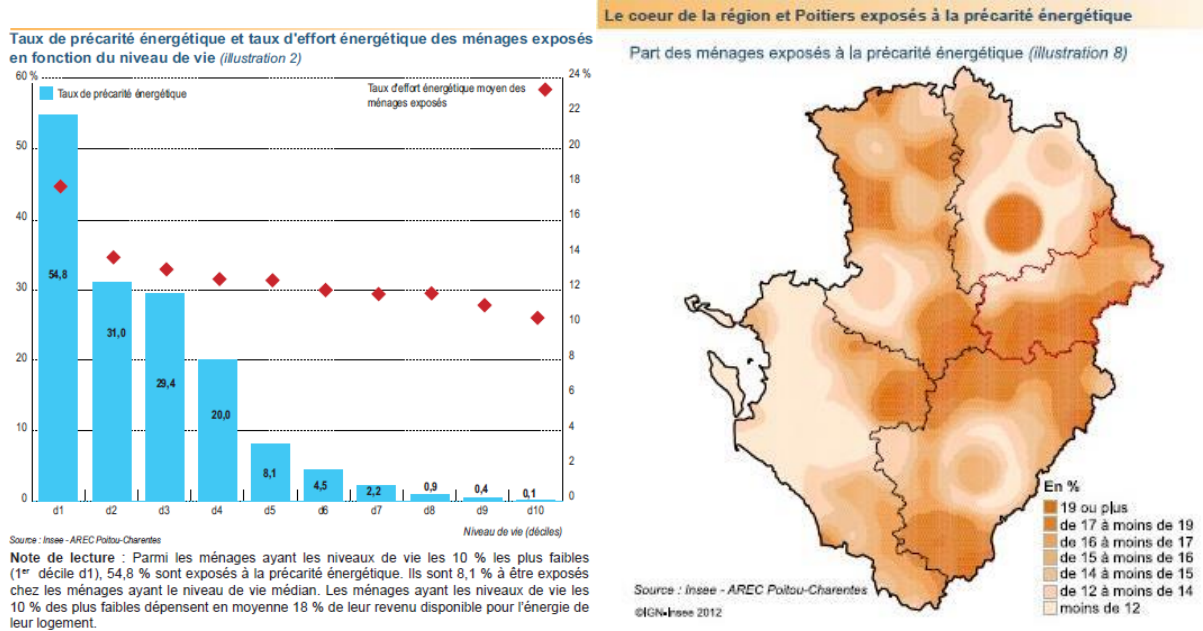 Taux de précarité énergétique et taux d'effort énergétique des ménages exposés
en fonction du niveau de vie (illustration 2)
60 %
24 %
Taux de précarité énergétique
Taux d'effort énergétique moyen des
ménages exposés
22
50
20
18
40
16
14
30
12
10
20
8
6
10
4
2
0
0
54,8
31,0
29,4
20,0
8,1
4,5
2,2
0,9
0,4
0,1
d1
d2
d3
d4
d5
d6
d7
d8
d9
d10
Niveau de vie (déciles)
Source : Insee - AREC Poitou-Charentes
Note de lecture : Parmi les ménages ayant les niveaux de vie les 10 % les plus faibles
(1er décile d1), 54,8 % sont exposés à la précarité énergétique. Ils sont 8,1 % à être exposés
chez les ménages ayant le niveau de vie médian. Les ménages ayant les niveaux de vie les
10 % des plus faibles dépensent en moyenne 18 % de leur revenu disponible pour l'énergie de
leur logement.
Le coeur de la région et Poitiers exposés à la précarité énergétique
Part des ménages exposés à la précarité énergétique (illustration 8)
En %
19 ou plus
de 17 à moins de 19
de 16 à moins de 17
de 15 à moins de 16
de 14 à moins de 15
de 12 à moins de 14
moins de 12
Source : Insee - AREC Poitou-Charentes
©IGN-Insee 2012